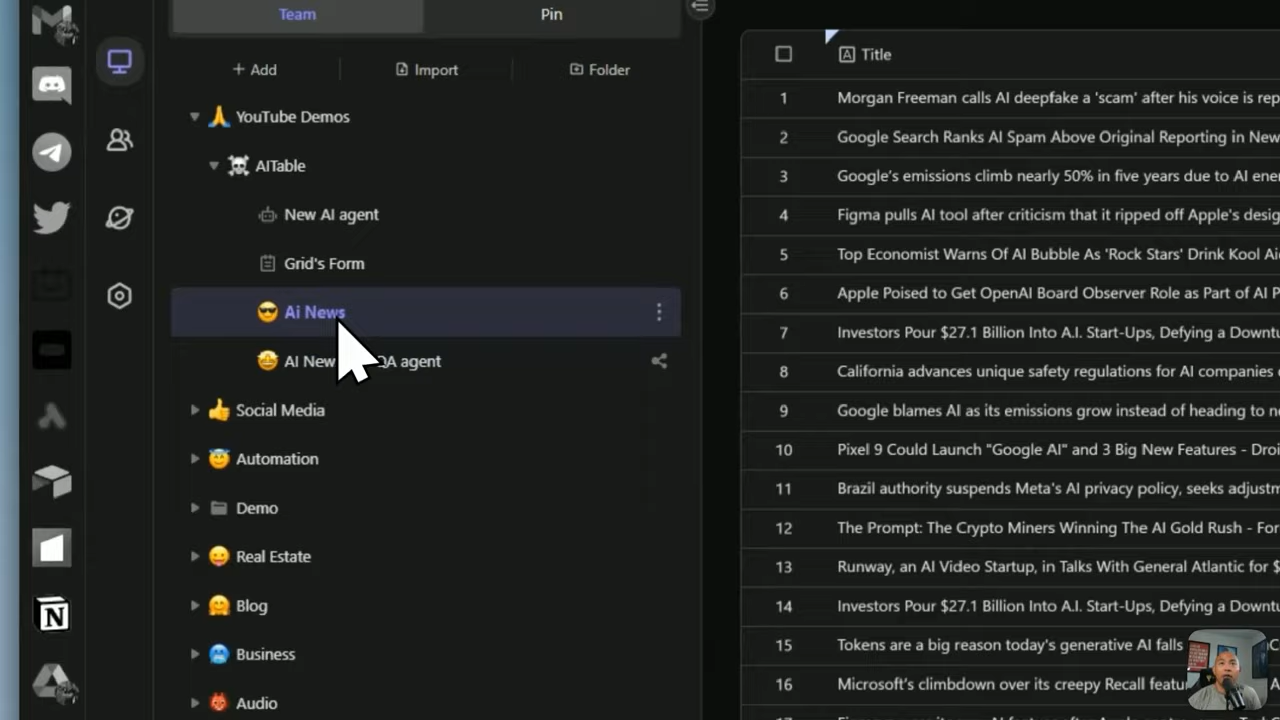 Team
Pin
+ Add
Import
Folder
YouTube Demos
AITable
New AI agent
Grid's Form
Ai News
AI New QA agent
Social Media
Automation
Demo
Real Estate
Blog
Business
Audio
Title
1 Morgan Freeman calls AI deepfake a 'scam' after his voice is rep
2 Google Search Ranks AI Spam Above Original Reporting in New
3 Google's emissions climb nearly 50% in five years due to AI ene
4 Figma pulls AI tool after criticism that it ripped off Apple's desig
5 Top Economist Warns Of AI Bubble As 'Rock Stars' Drink Kool Aid
6 Apple Poised to Get OpenAI Board Observer Role as Part of AI P
7 Investors Pour $27.1 Billion Into A.I. Start-Ups, Defying a Downtu
8 California advances unique safety regulations for AI companies
9 Google blames AI as its emissions grow instead of heading to n
10 Pixel 9 Could Launch "Google AI" and 3 Big New Features - Droi
11 Brazil authority suspends Meta's AI privacy policy, seeks adjustm
12 The Prompt: The Crypto Miners Winning The AI Gold Rush - For
13 Runway, an AI Video Startup, in Talks With General Atlantic for $
14 Investors Pour $27.1 Billion Into A.I. Start-Ups, Defying a Downtu
15 Tokens are a big reason today's generative AI falls
16 Microsoft's climbdown over its creepy Recall featu